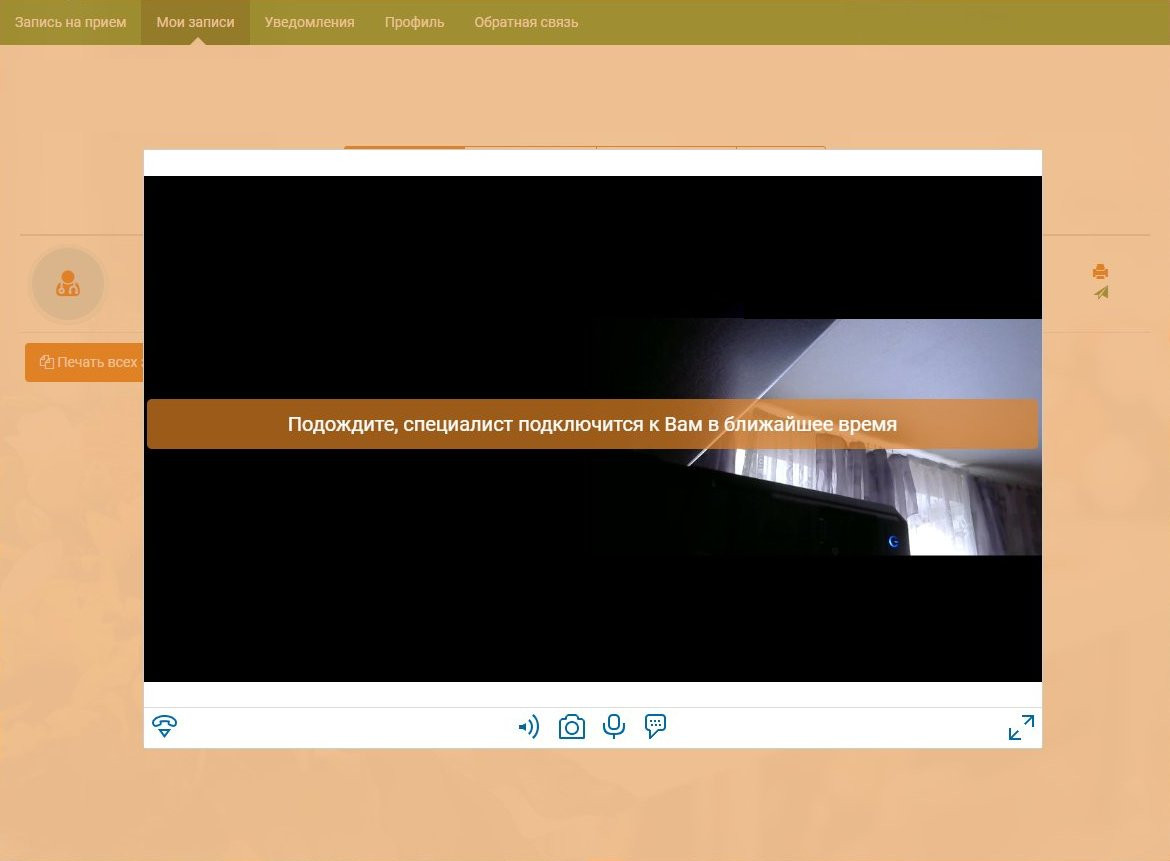 Запись на прием
Мои записи
Уведомления
Профиль
Обратная связь
Печать всех
Подождите, специалист подключится к Вам в ближайшее время